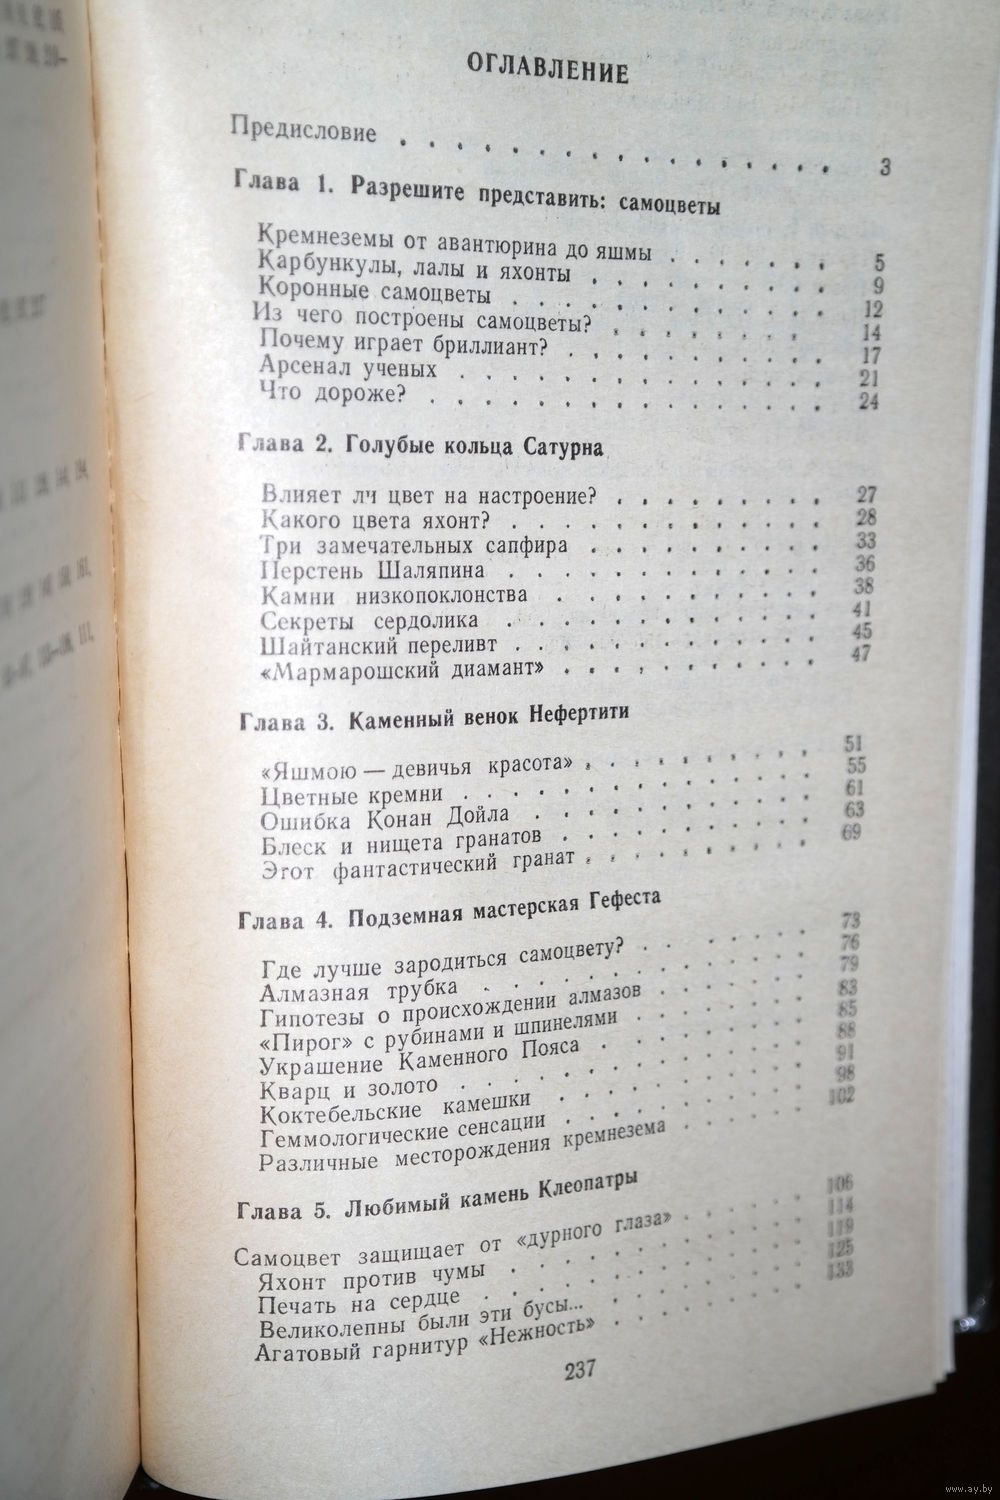 ОГЛАВЛЕНИЕ
Предисловие . . . . . . . . . . . . . . . . 3
Глава 1. Разрешите представить: самоцветы
Кремнеземы от авантюрина до яшмы . . . . . . 5
Карбункулы, лалы и яхонты . . . . . . . . . 9
Коронные самоцветы . . . . . . . . . . . . 12
Из чего построены самоцветы? . . . . . . . . 14
Почему играет бриллиант? . . . . . . . . . . 17
Арсенал ученых . . . . . . . . . . . . . . 21
Что дороже? . . . . . . . . . . . . . . . 24
Глава 2. Голубые кольца Сатурна
Влияет лч цвет на настроение? . . . . . . . . 27
Какого цвета яхонт? . . . . . . . . . . . . 28
Три замечательных сапфира . . . . . . . . . 33
Перстень Шаляпина . . . . . . . . . . . . 36
Камни низкопоклонства . . . . . . . . . . 38
Секреты сердолика . . . . . . . . . . . . 41
Шайтанский переливт . . . . . . . . . . . 45
«Мармарошский диамант» . . . . . . . . . . 47
Глава 3. Каменный венок Нефертити
«Яшмою — девичья красота» . . . . . . . . . 51
Цветные кремни . . . . . . . . . . . . . . 55
Ошибка Конан Дойла . . . . . . . . . . . 61
Блеск и нищета гранатов . . . . . . . . . . 63
Этот фантастический гранат . . . . . . . . . 69
Глава 4. Подземная мастерская Гефеста
Где лучше зародиться самоцвету? . . . . . . . 73
Алмазная трубка . . . . . . . . . . . . . 76
Гипотезы о происхождении алмазов . . . . . . 79
«Пирог» с рубинами и шпинелями . . . . . . . 83
Украшение Каменного Пояса . . . . . . . . . 85
Кварц и золото . . . . . . . . . . . . . . 88
Коктебельские камешки . . . . . . . . . . 91
Геммологические сенсации . . . . . . . . . 98
Различные месторождения кремнезема . . . . . 102
Глава 5. Любимый камень Клеопатры
Самоцвет защищает от «дурного глаза» . . . . . 106
Яхонт против чумы . . . . . . . . . . . . 114
Печать на сердце . . . . . . . . . . . . . 119
Великолепны были эти бусы... . . . . . . . . 125
Агатовый гарнитур «Нежность» . . . . . . . . 133
237
www.ay.by